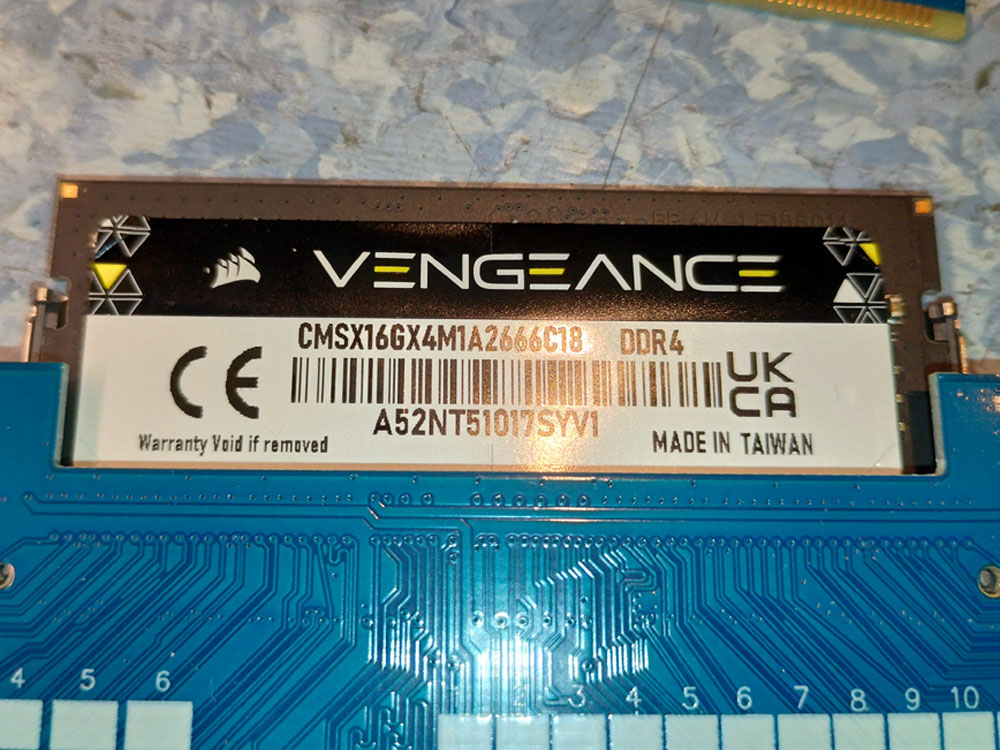 VENGEANCE
CMSX16GX4M1A2666C18 DDR4
CE
UK
CA
A52NT51017SYV1
Warranty Void if removed
MADE IN TAIWAN
4 5 6
1 2 3 4 5 6 7 8 9 10